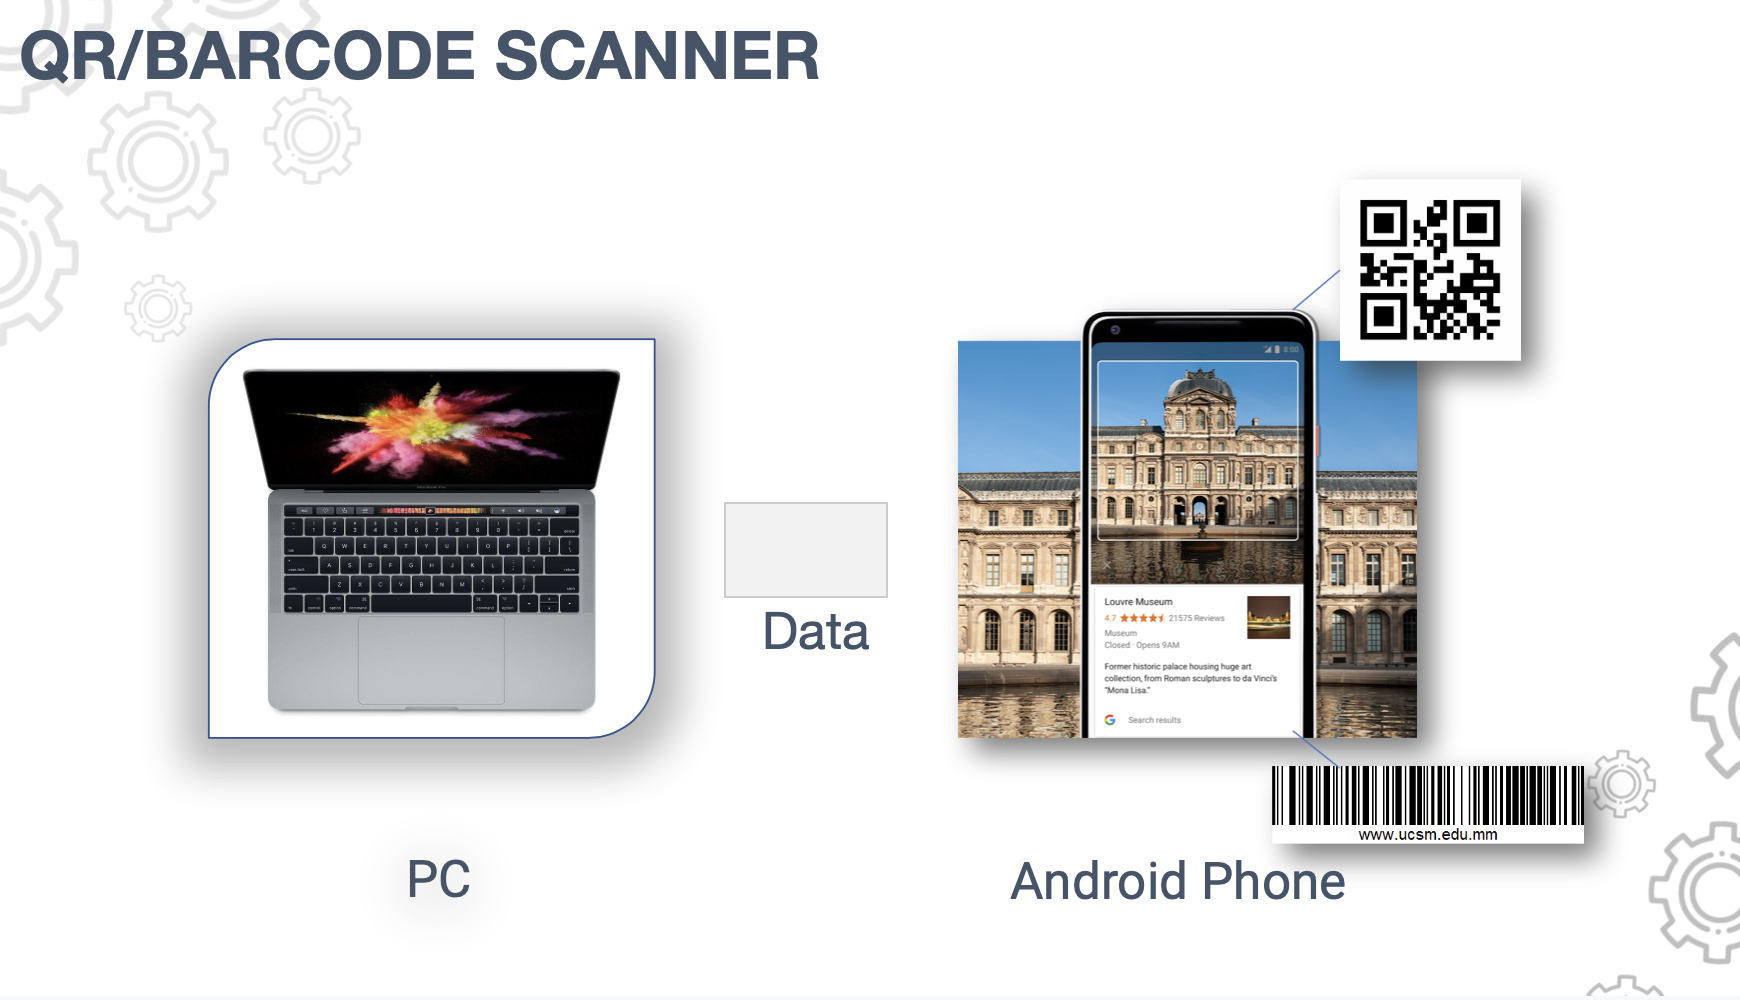 QR/BARCODE SCANNER
8:00
Louvre Museum
4.7 21575 Reviews
Museum
Closed · Opens 9AM
Former historic palace housing huge art
collection, from Roman sculptures to da Vinci's
"Mona Lisa."
Search results
Data
www.ucsm.edu.mm
PC
Android Phone